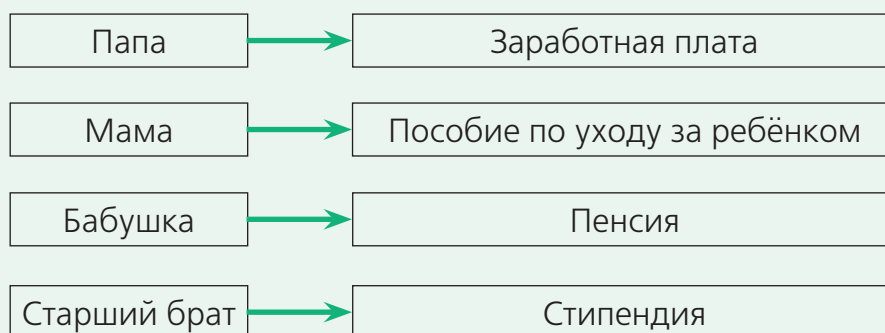 Папа
Заработная плата
Мама
Пособие по уходу за ребёнком
Бабушка
Пенсия
Старший брат
Стипендия